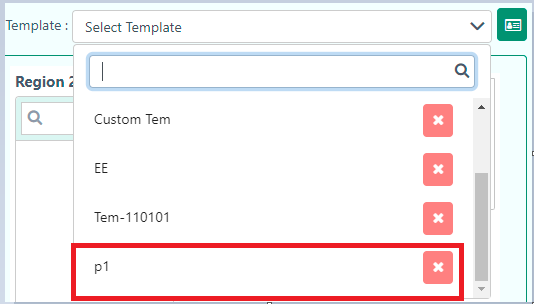 Template :
Select Template
Region 2
Custom Tem
EE
Tem-110101
p1